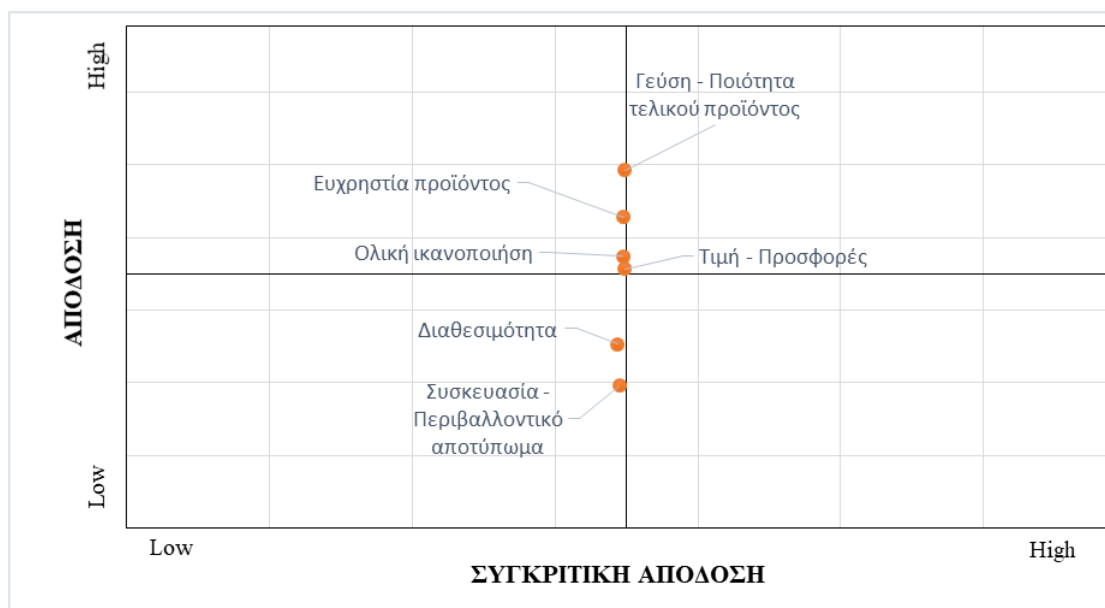 High
Γεύση - Ποιότητα
τελικού προϊόντος
Ευχρηστία προϊόντος
Ολική ικανοποιήση
Τιμή - Προσφορές
ΑΠΟΔΟΣΗ
Διαθεσιμότητα
Συσκευασία -
Περιβαλλοντικό
αποτύπωμα
Low
Low
High
ΣΥΓΚΡΙΤΙΚΗ ΑΠΟΔΟΣΗ